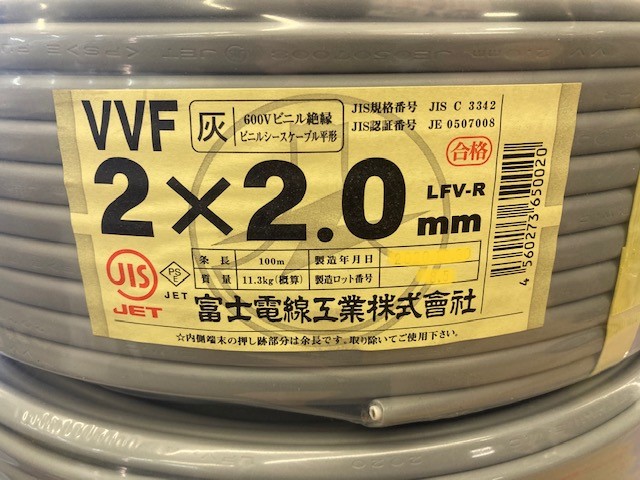 VVF
灰
600Vビニル絶縁
ビニルシースケーブル平形
JIS規格番号 JIS C 3342
JIS認証番号 JE 0507008
合格
2×2.0mm
LFV-R
JIS
JET
PS
E
JET
条長 100m 製造年月日
質量 11.3kg(概算) 製造ロット番号
富士電線工業株式會社
☆内側端末の押し跡部分は余長です。取り除いてご使用下さい。
4 560273 650020